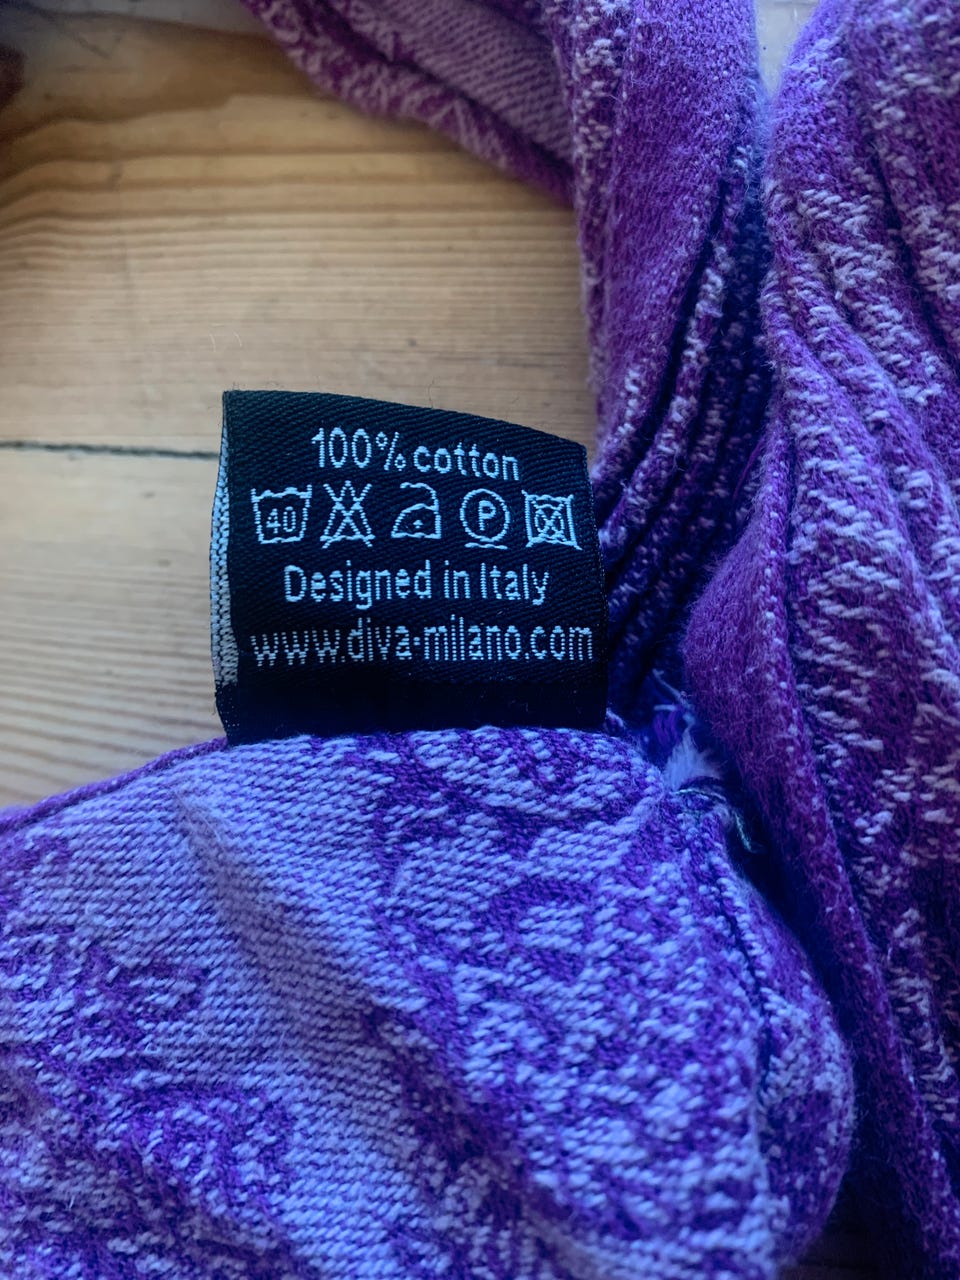 100% cotton
40 P
Designed in Italy
www.diva-milano.com